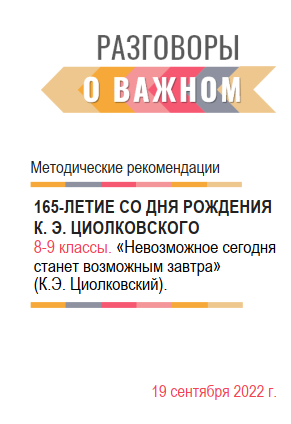 РАЗГОВОРЫ
О ВАЖНОМ
Методические рекомендации
165-ЛЕТИЕ СО ДНЯ РОЖДЕНИЯ
К. Э. ЦИОЛКОВСКОГО
8-9 классы. «Невозможное сегодня
станет возможным завтра»
(К.Э. Циолковский).
19 сентября 2022 г.